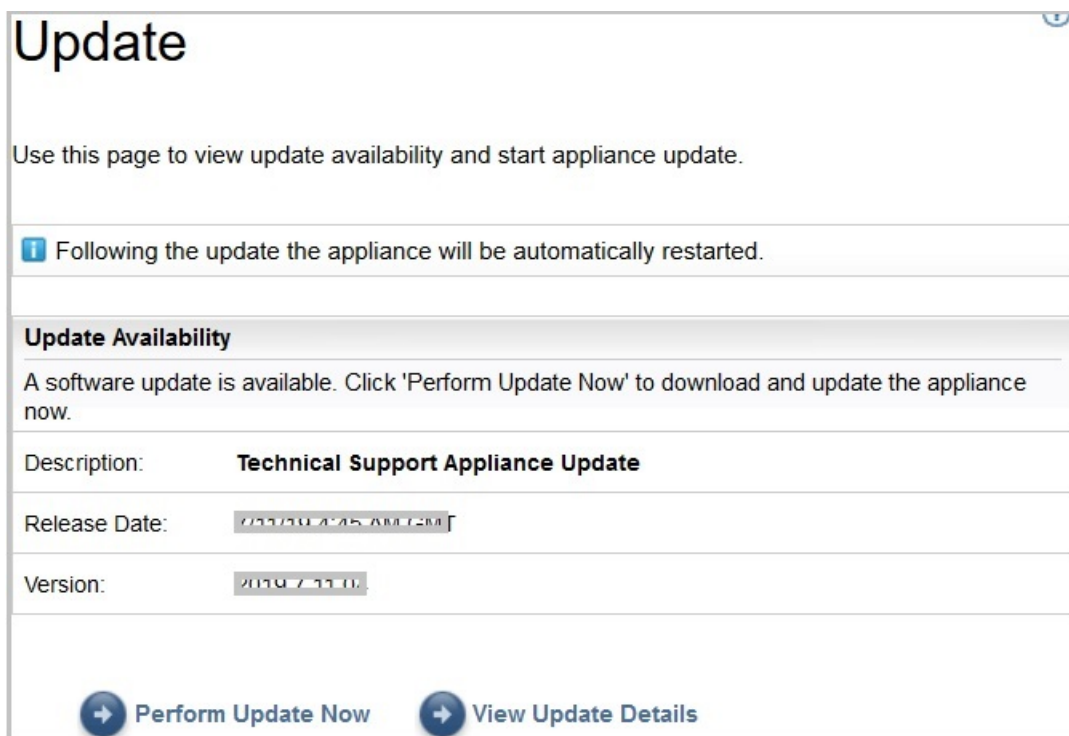 Update
Use this page to view update availability and start appliance update.
Following the update the appliance will be automatically restarted.
Update Availability
A software update is available. Click 'Perform Update Now' to download and update the appliance
now.
Description: Technical Support Appliance Update
Release Date:
Version:
Perform Update Now View Update Details